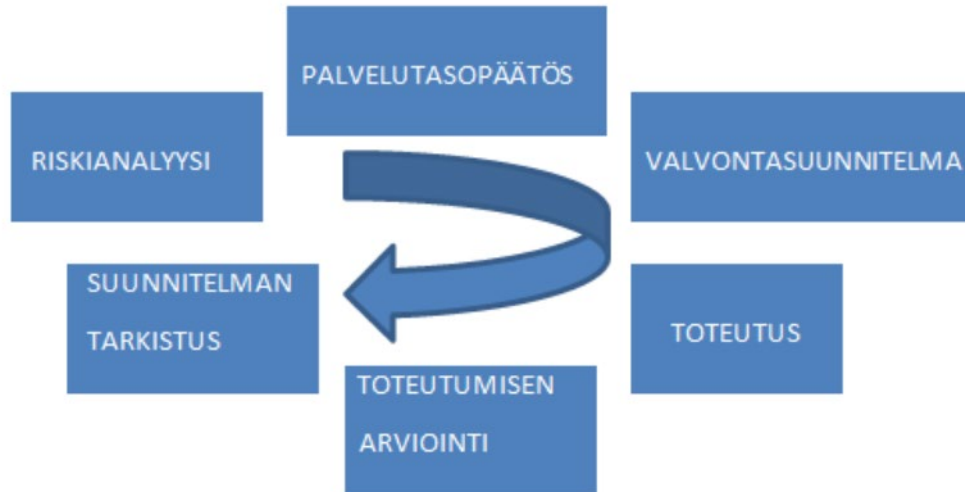 PALVELUTASOPÄÄTÖS
RISKIANALYYSI
VALVONTASUUNNITELMA
SUUNNITELMAN
TARKISTUS
TOTEUTUS
TOTEUTUMISEN
ARVIOINTI